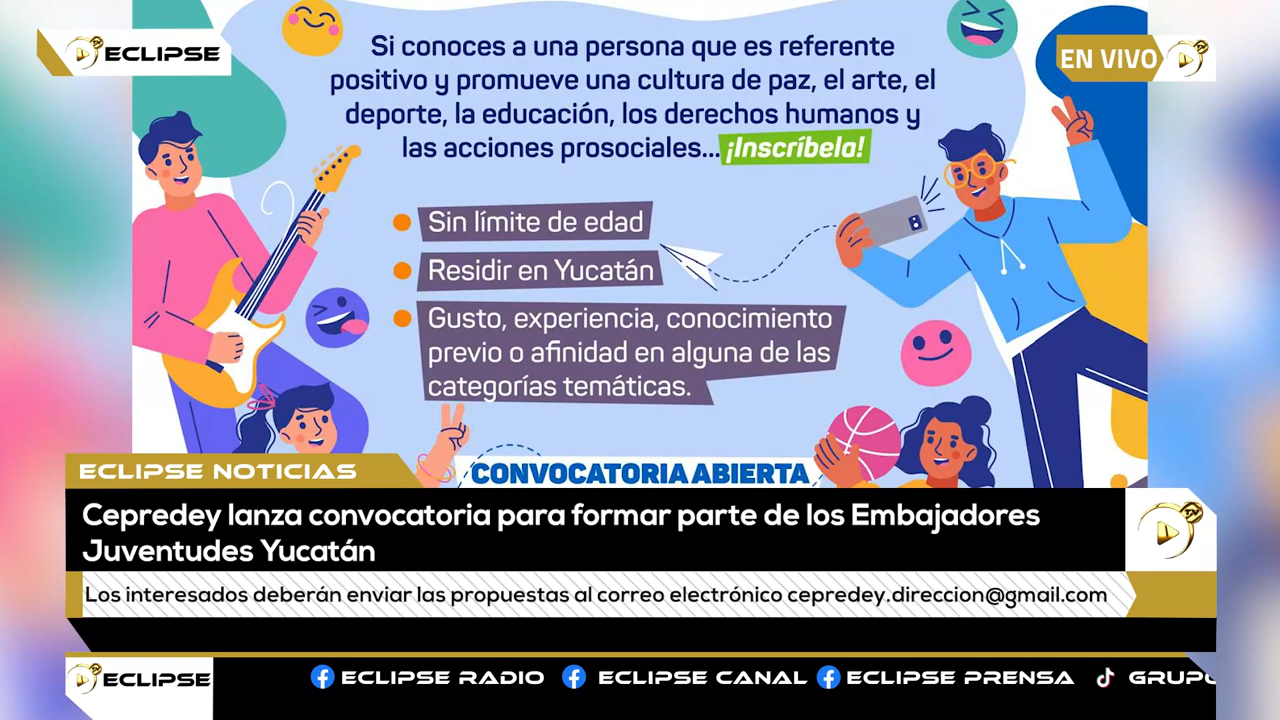 ECLIPSE
EN VIVO
TV
Si conoces a una persona que es referente
positivo y promueve una cultura de paz, el arte, el
deporte, la educación, los derechos humanos y
las acciones prosociales... ¡Inscríbela!
Sin límite de edad
Residir en Yucatán
Gusto, experiencia, conocimiento
previo o afinidad en alguna de las
categorías temáticas.
CONVOCATORIA ABIERTA
ECLIPSE NOTICIAS
Cepredey lanza convocatoria para formar parte de los Embajadores
Juventudes Yucatán
TV
Los interesados deberán enviar las propuestas al correo electrónico cepredey.direccion@gmail.com
ECLIPSE
ECLIPSE RADIO ECLIPSE CANAL ECLIPSE PRENSA GRUPO